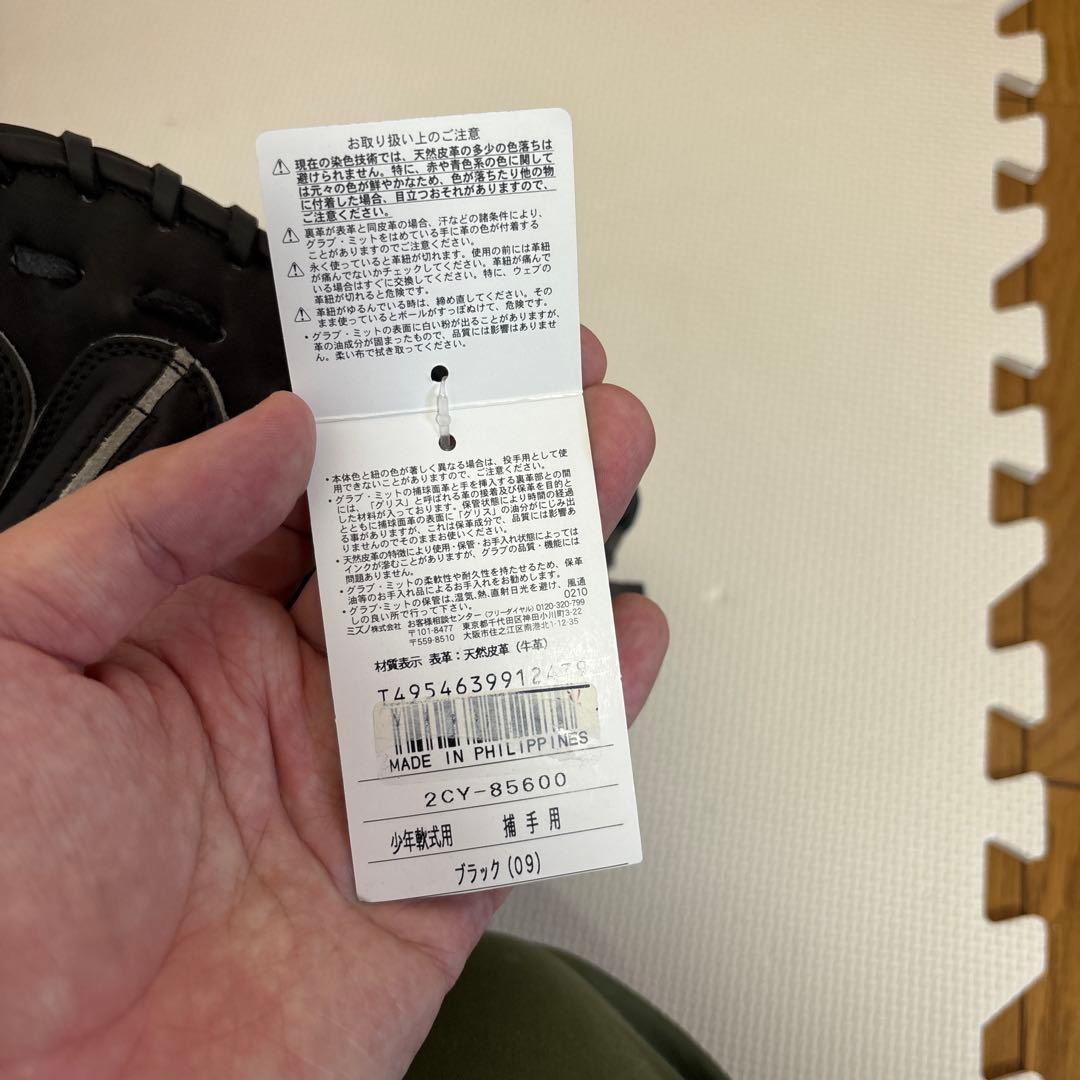 お取り扱い上のご注意
現在の染色技術では、天然皮革の多少の色落ちは
避けられません。特に、赤や青色系の色に関して
は元々の色が鮮やかなため、色が落ちたり他の物
に付着した場合、目立つおそれがありますので、
ご注意ください。
裏革が表革と同皮革の場合、汗などの諸条件により、
グラブ・ミットをはめている手に革の色が付着する
ことがありますのでご注意ください。
永く使っていると革紐が切れます。使用の前には革紐
が痛んでないかチェックしてください。革紐が痛んで
いる場合はすぐに交換してください。特に、ウェブの
革紐が切れると危険です。
革紐がゆるんでいる時は、締め直してください。その
まま使っているとボールがすっぽぬけて、危険です。
・グラブ・ミットの表面に白い粉が出ることがありますが、
革の油成分が固まったもので、品質には影響はありませ
ん。柔い布で拭き取ってください。
・本体色と紐の色が著しく異なる場合は、投手用として使
用できないことがありますので、ご注意ください。
・グラブ・ミットの捕球面革と手を挿入する裏革部との間
には、「グリス」と呼ばれる革の接着及び保革を目的と
した材料が入っております。保管状態により時間の経過
とともに捕球面革の表面に「グリス」の油分がにじみ出
る事がありますが、これは保革成分で、品質には影響あ
りませんのでそのままお使いください。
・天然皮革の特徴により使用・保管・お手入れ状態によっては
インクが滲むことがありますが、グラブの品質・機能には
問題ありません。
・グラブ・ミットの柔軟性や耐久性を持たせるため、保革
油等のお手入れ品によるお手入れをお勧めします。
・グラブ・ミットの保管は、湿気、熱、直射日光を避け、風通
しの良い所で行って下さい。 0210
ミズノ株式会社 お客様相談センター(フリーダイヤル)0120-320-799
〒101-8477 東京都千代田区神田小川町3-22
〒559-8510 大阪市住之江区南港北1-12-35
材質表示 表革:天然皮革(牛革)
T4954639912479
MADE IN PHILIPPINES
2CY-85600
少年軟式用 捕手用
ブラック(09)